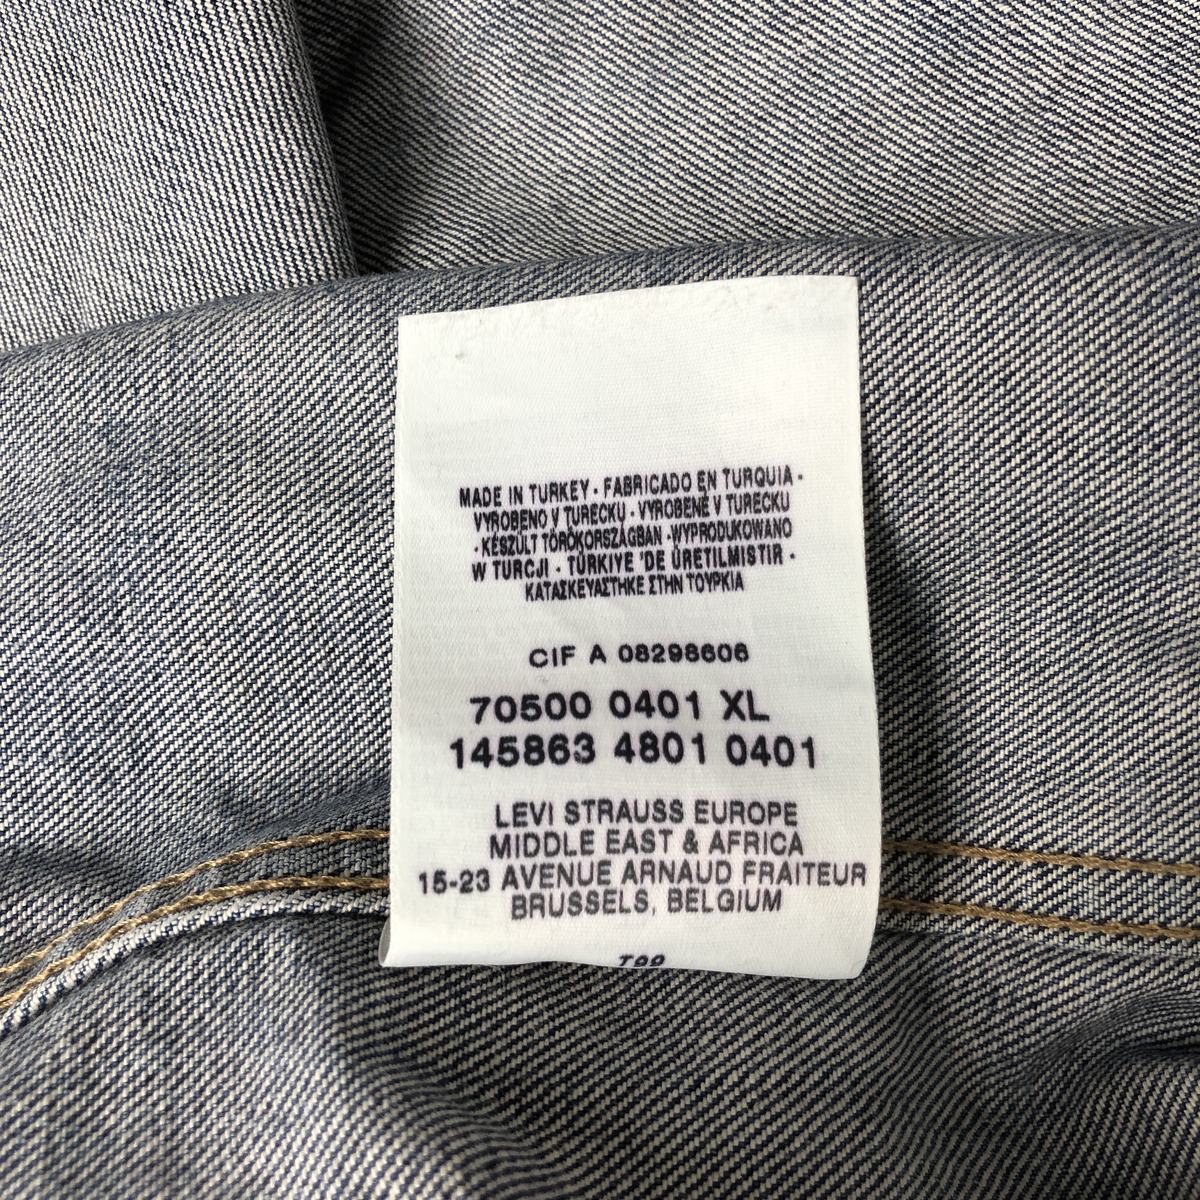 MADE IN TURKEY · FABRICADO EN TURQUIA ·
VYROBENO V TURECKU · VYROBENÉ V TURECKU
· KÉSZÜLT TÖRÖKORSZÁGBAN · WYPRODUKOWANO
W TURCJI · TÜRKIYE 'DE ÜRETILMISTIR ·
ΚΑΤΑΣΚΕΥΑΣΤΗΚΕ ΣΤΗΝ ΤΟΥΡΚΙΑ
CIF A 08298606
70500 0401 XL
145863 4801 0401
LEVI STRAUSS EUROPE
MIDDLE EAST & AFRICA
15-23 AVENUE ARNAUD FRAITEUR
BRUSSELS, BELGIUM